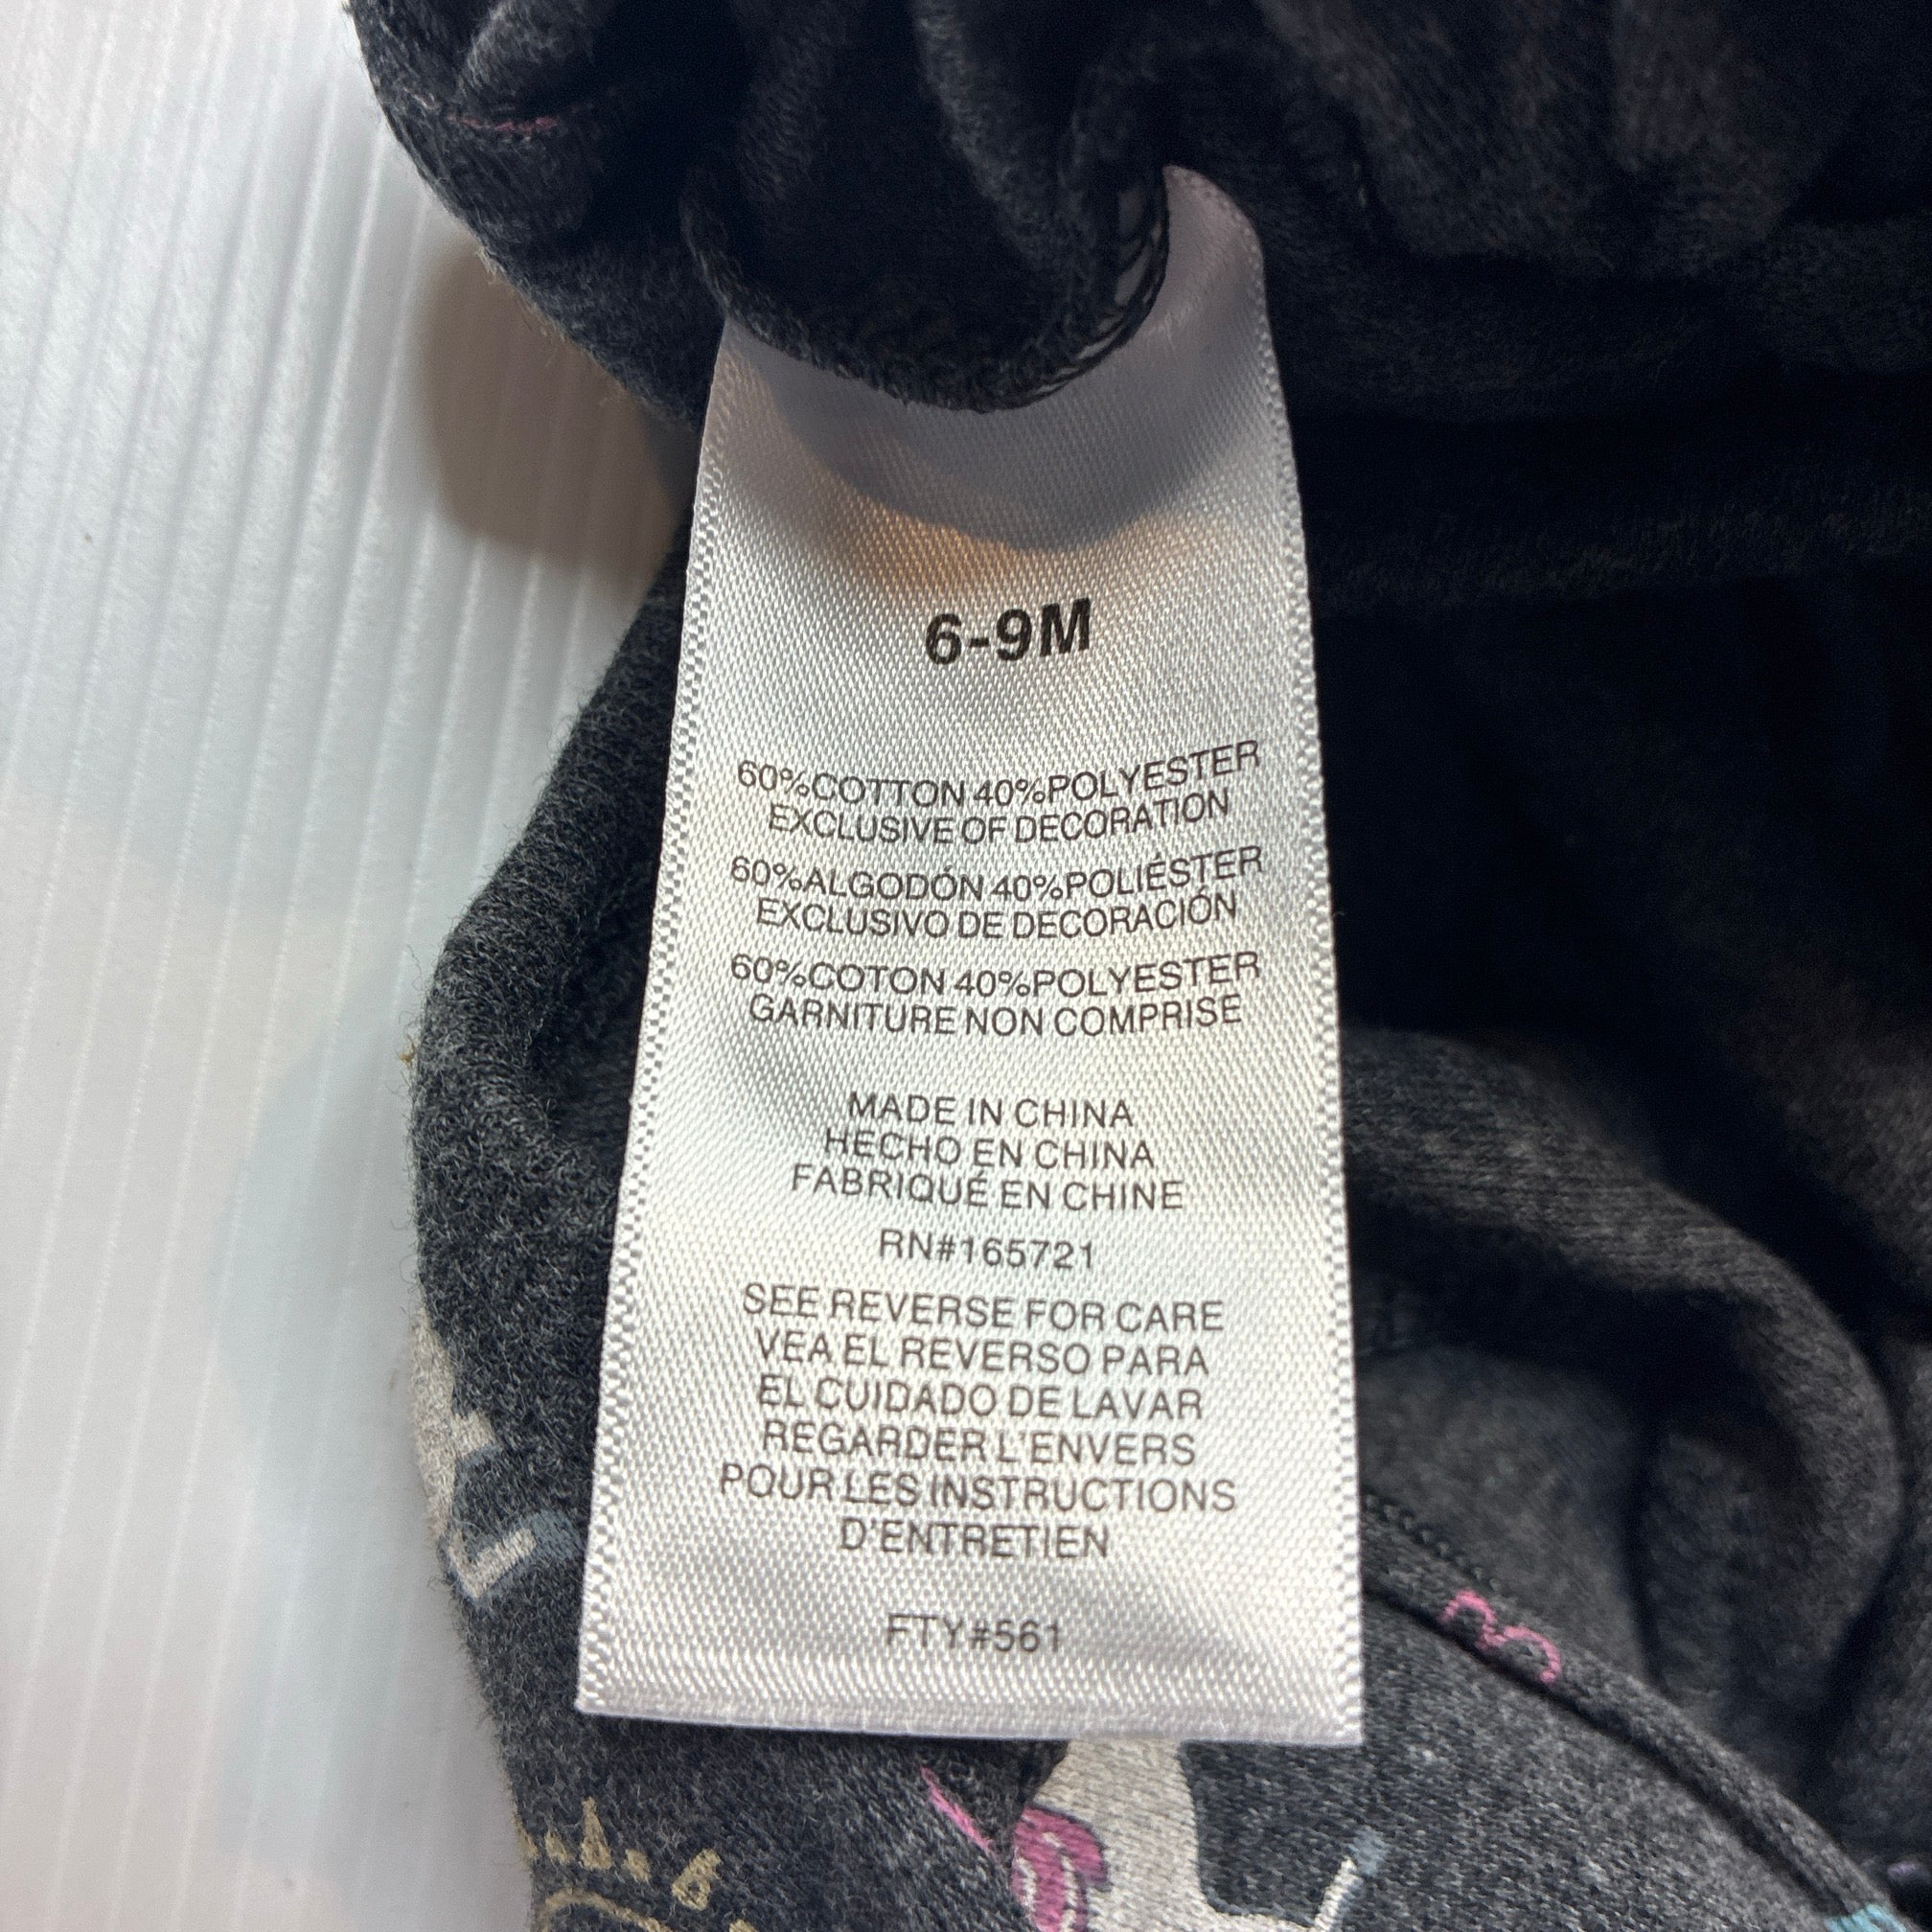 6-9M
60%COTTON 40%POLYESTER
EXCLUSIVE OF DECORATION
60%ALGODÓN 40%POLIÉSTER
EXCLUSIVO DE DECORACIÓN
60%COTON 40%POLYESTER
GARNITURE NON COMPRISE
MADE IN CHINA
HECHO EN CHINA
FABRIQUÉ EN CHINE
RN#165721
SEE REVERSE FOR CARE
VEA EL REVERSO PARA
EL CUIDADO DE LAVAR
REGARDER L'ENVERS
POUR LES INSTRUCTIONS
D'ENTRETIEN
FTY#561